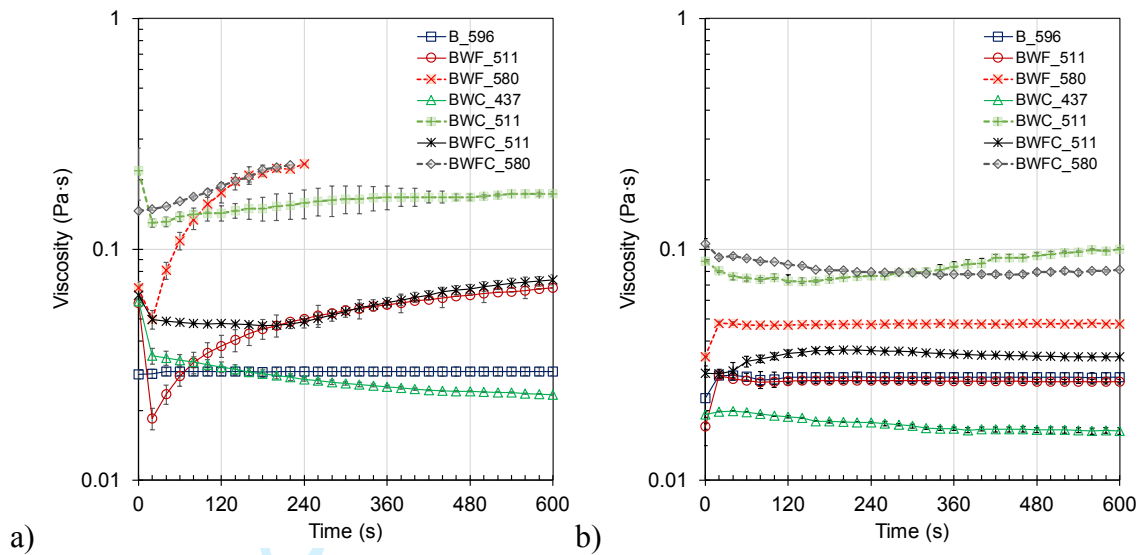 1
0.1
0.01
Viscosity (Pa·s)
0 120 240 360 480 600
Time (s)
B_596
BWF_511
BWF_580
BWC_437
BWC_511
BWFC_511
BWFC_580
a)
1
0.1
0.01
Viscosity (Pa·s)
0 120 240 360 480 600
Time (s)
B_596
BWF_511
BWF_580
BWC_437
BWC_511
BWFC_511
BWFC_580
b)